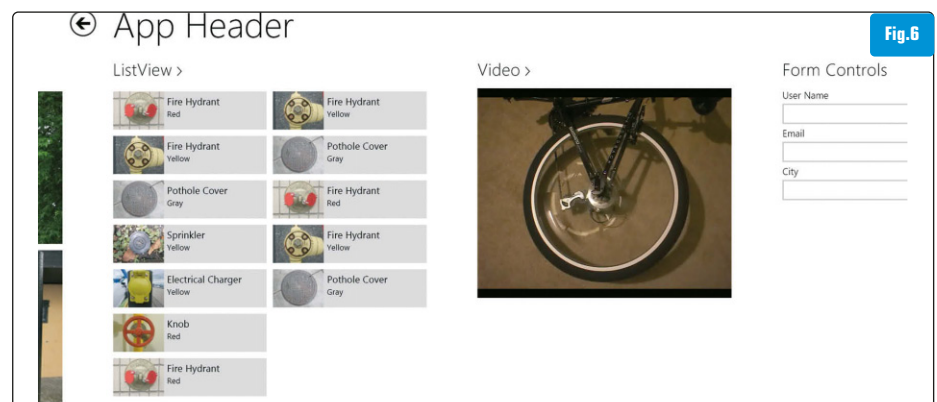 App Header
Fig.6
ListView >
Fire Hydrant
Red
Fire Hydrant
Yellow
Pothole Cover
Gray
Sprinkler
Yellow
Electrical Charger
Yellow
Knob
Red
Fire Hydrant
Red
Fire Hydrant
Yellow
Pothole Cover
Gray
Fire Hydrant
Red
Fire Hydrant
Yellow
Pothole Cover
Gray
Video >
Form Controls
User Name
Email
City